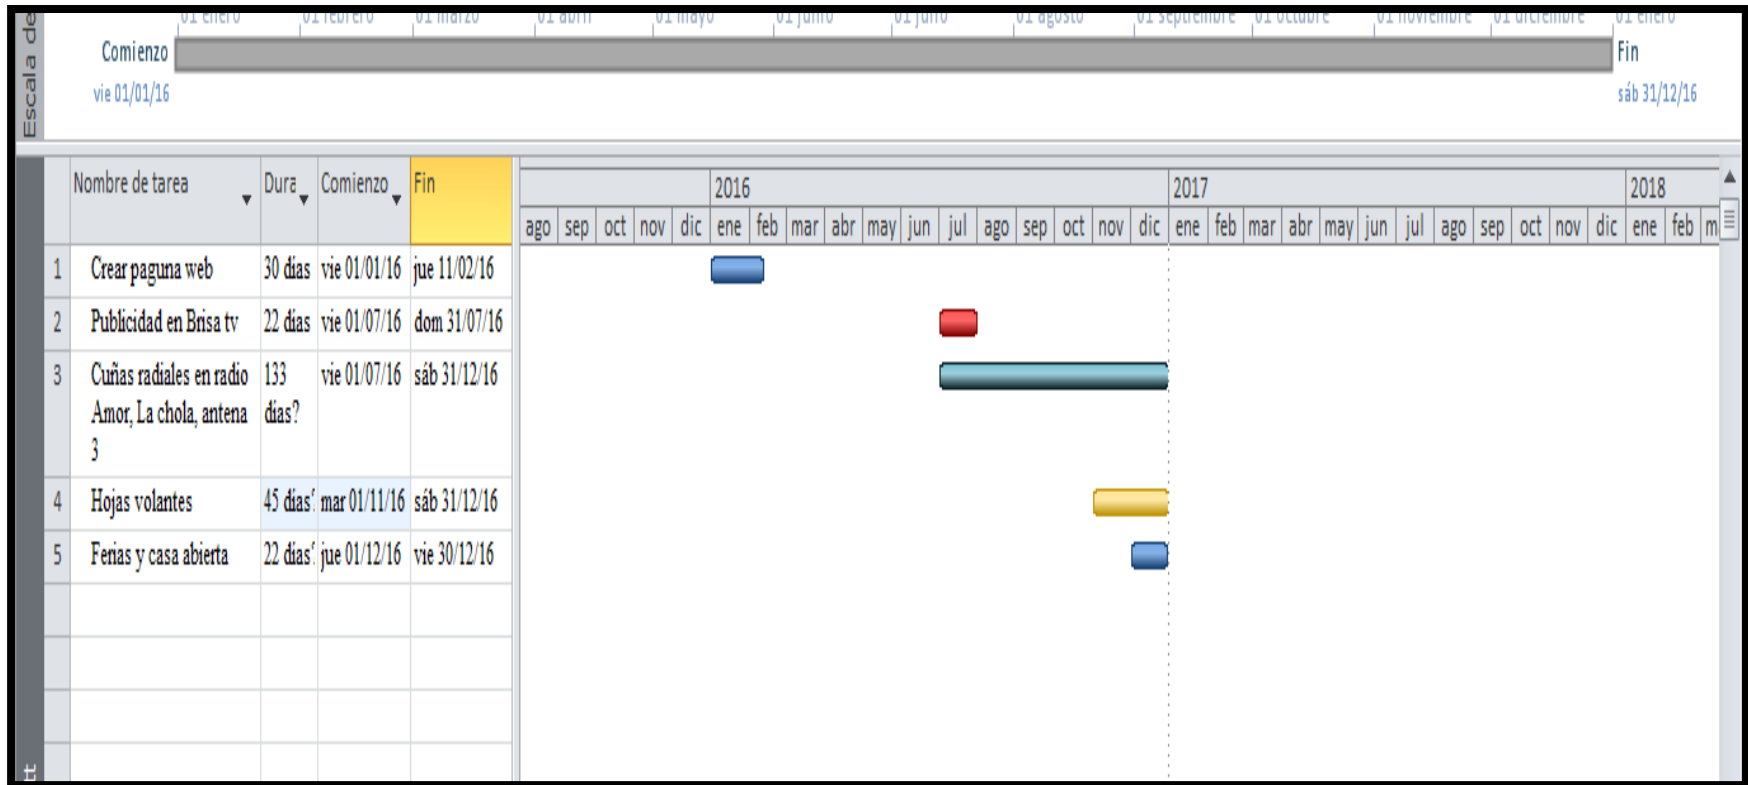 01 enero 01 febrero 01 marzo 01 abril 01 mayo 01 junio 01 julio 01 agosto 01 septiembre 01 octubre 01 noviembre 01 diciembre 01 enero
Escala de
Comienzo
vie 01/01/16
Fin
sáb 31/12/16
Nombre de tarea Dura Comienzo Fin
2016 2017 2018
ago sep oct nov dic ene feb mar abr may jun jul ago sep oct nov dic ene feb mar abr may jun jul ago sep oct nov dic ene feb m
1 Crear paguna web 30 días vie 01/01/16 jue 11/02/16
2 Publicidad en Brisa tv 22 días vie 01/07/16 dom 31/07/16
3 Cuñas radiales en radio 133 vie 01/07/16 sáb 31/12/16
Amor, La chola, antena días?
3
4 Hojas volantes 45 días? mar 01/11/16 sáb 31/12/16
5 Ferias y casa abierta 22 días? jue 01/12/16 vie 30/12/16
tt